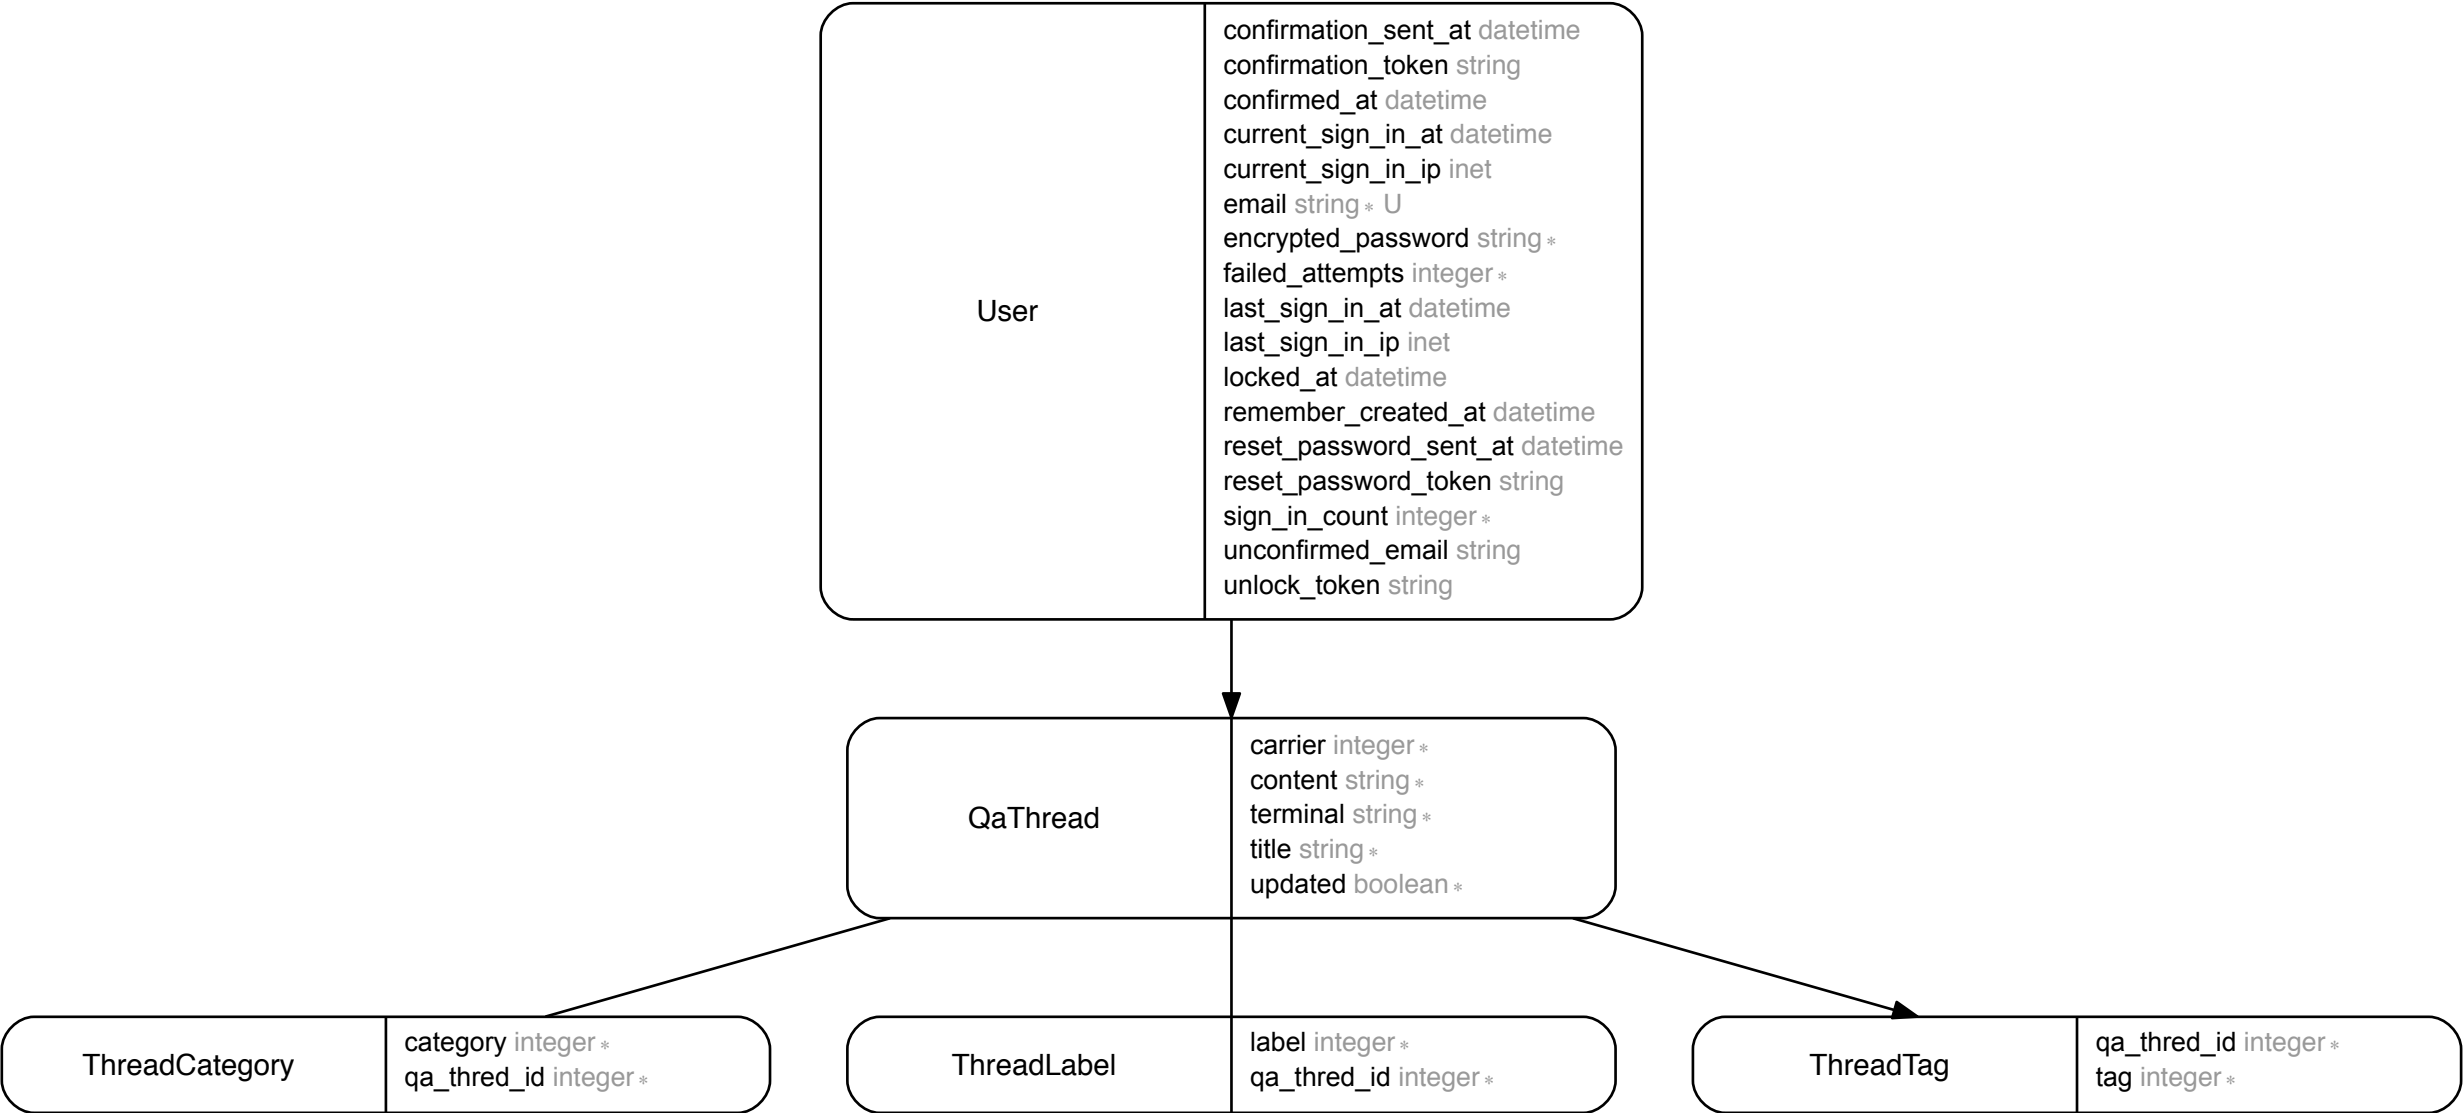 User
confirmation_sent_at datetime
confirmation_token string
confirmed_at datetime
current_sign_in_at datetime
current_sign_in_ip inet
email string * U
encrypted_password string *
failed_attempts integer *
last_sign_in_at datetime
last_sign_in_ip inet
locked_at datetime
remember_created_at datetime
reset_password_sent_at datetime
reset_password_token string
sign_in_count integer *
unconfirmed_email string
unlock_token string
QaThread
carrier integer *
content string *
terminal string *
title string *
updated boolean *
ThreadCategory
category integer *
qa_thred_id integer *
ThreadLabel
label integer *
qa_thred_id integer *
ThreadTag
qa_thred_id integer *
tag integer *